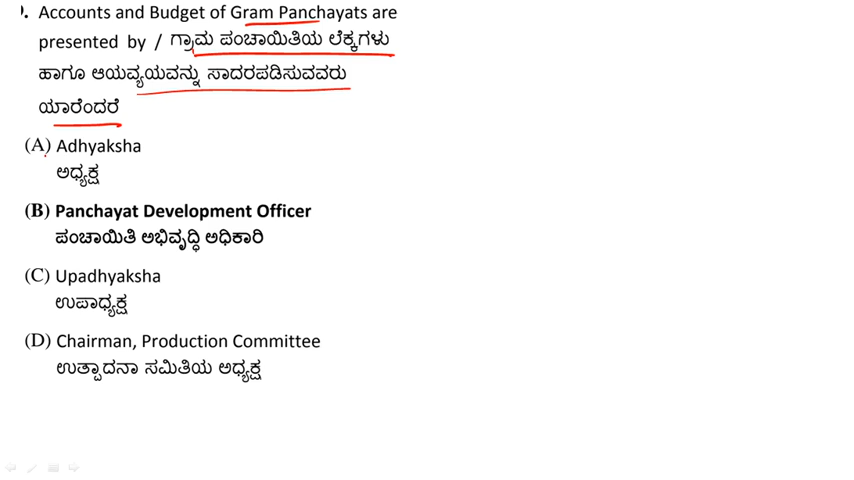 . Accounts and Budget of Gram Panchayats are
presented by / ಗ್ರಾಮ ಪಂಚಾಯಿತಿಯ ಲೆಕ್ಕಗಳು
ಹಾಗೂ ಆಯವ್ಯಯವನ್ನು ಸಾದರಪಡಿಸುವವರು
ಯಾರೆಂದರೆ
(A) Adhyaksha
ಅಧ್ಯಕ್ಷ
(B) Panchayat Development Officer
ಪಂಚಾಯಿತಿ ಅಭಿವೃದ್ಧಿ ಅಧಿಕಾರಿ
(C) Upadhyaksha
ಉಪಾಧ್ಯಕ್ಷ
(D) Chairman, Production Committee
ಉತ್ಪಾದನಾ ಸಮಿತಿಯ ಅಧ್ಯಕ್ಷ